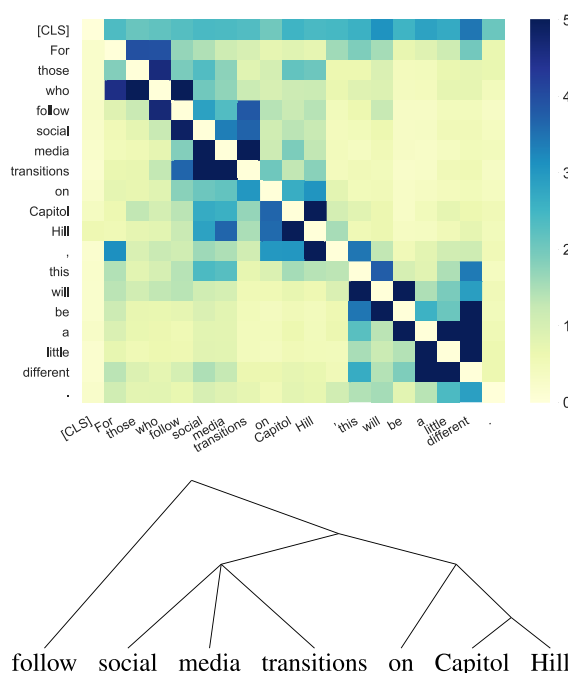 [CLS]
For
those
who
follow
social
media
transitions
on
Capitol
Hill
,
this
will
be
a
little
different
.
5
4
3
2
1
0
[CLS] For those who follow social media transitions on Capitol Hill , this will be a little different .
follow social media transitions on Capitol Hill